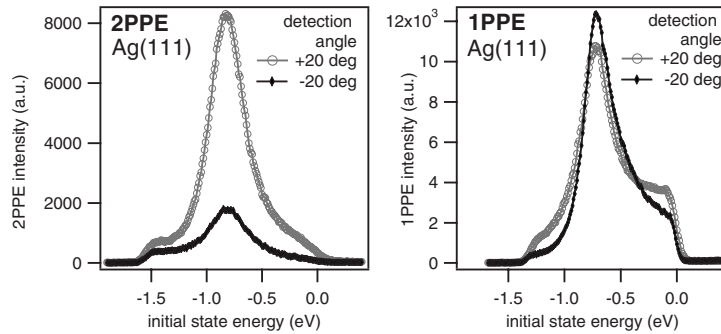 2PPE
Ag(111)
detection
angle
+20 deg
-20 deg
2PPE intensity (a.u.)
8000
6000
4000
2000
0
-1.5 -1.0 -0.5 0.0
initial state energy (eV)
1PPE
Ag(111)
detection
angle
+20 deg
-20 deg
1PPE intensity (a.u.)
12x10³
10
8
6
4
2
0
-1.5 -1.0 -0.5 0.0
initial state energy (eV)